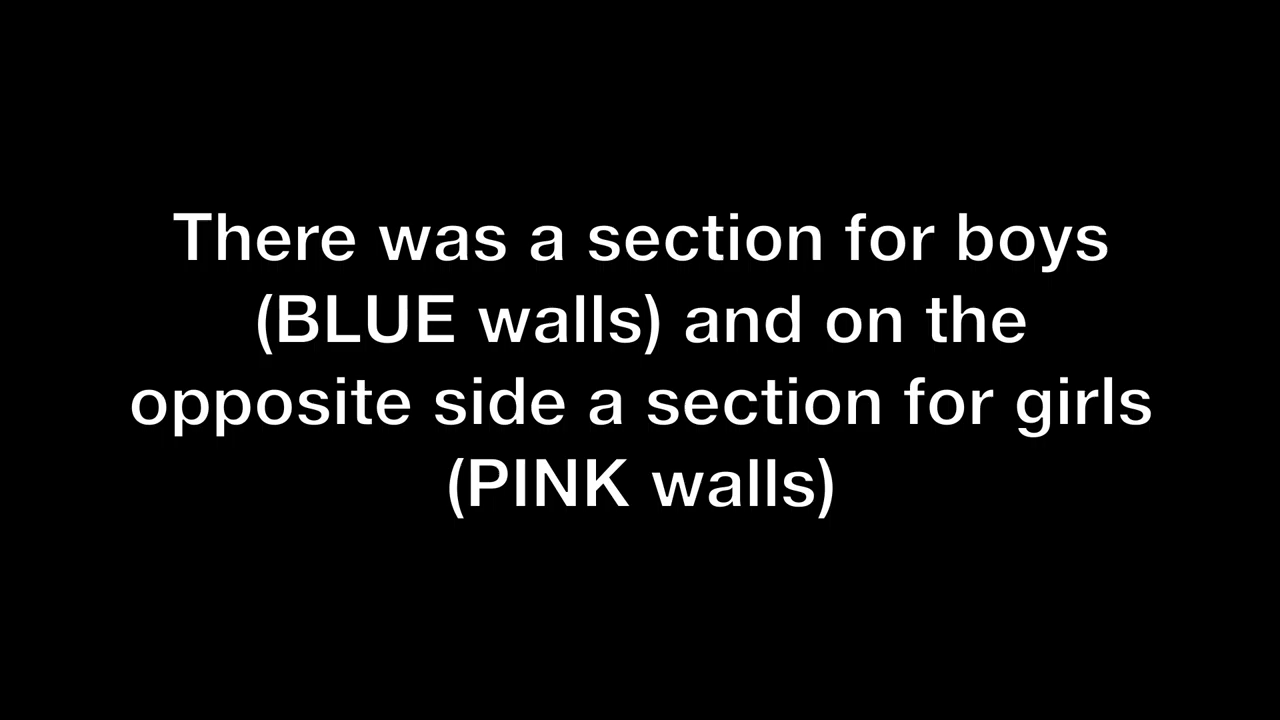 There was a section for boys
(BLUE walls) and on the
opposite side a section for girls
(PINK walls)